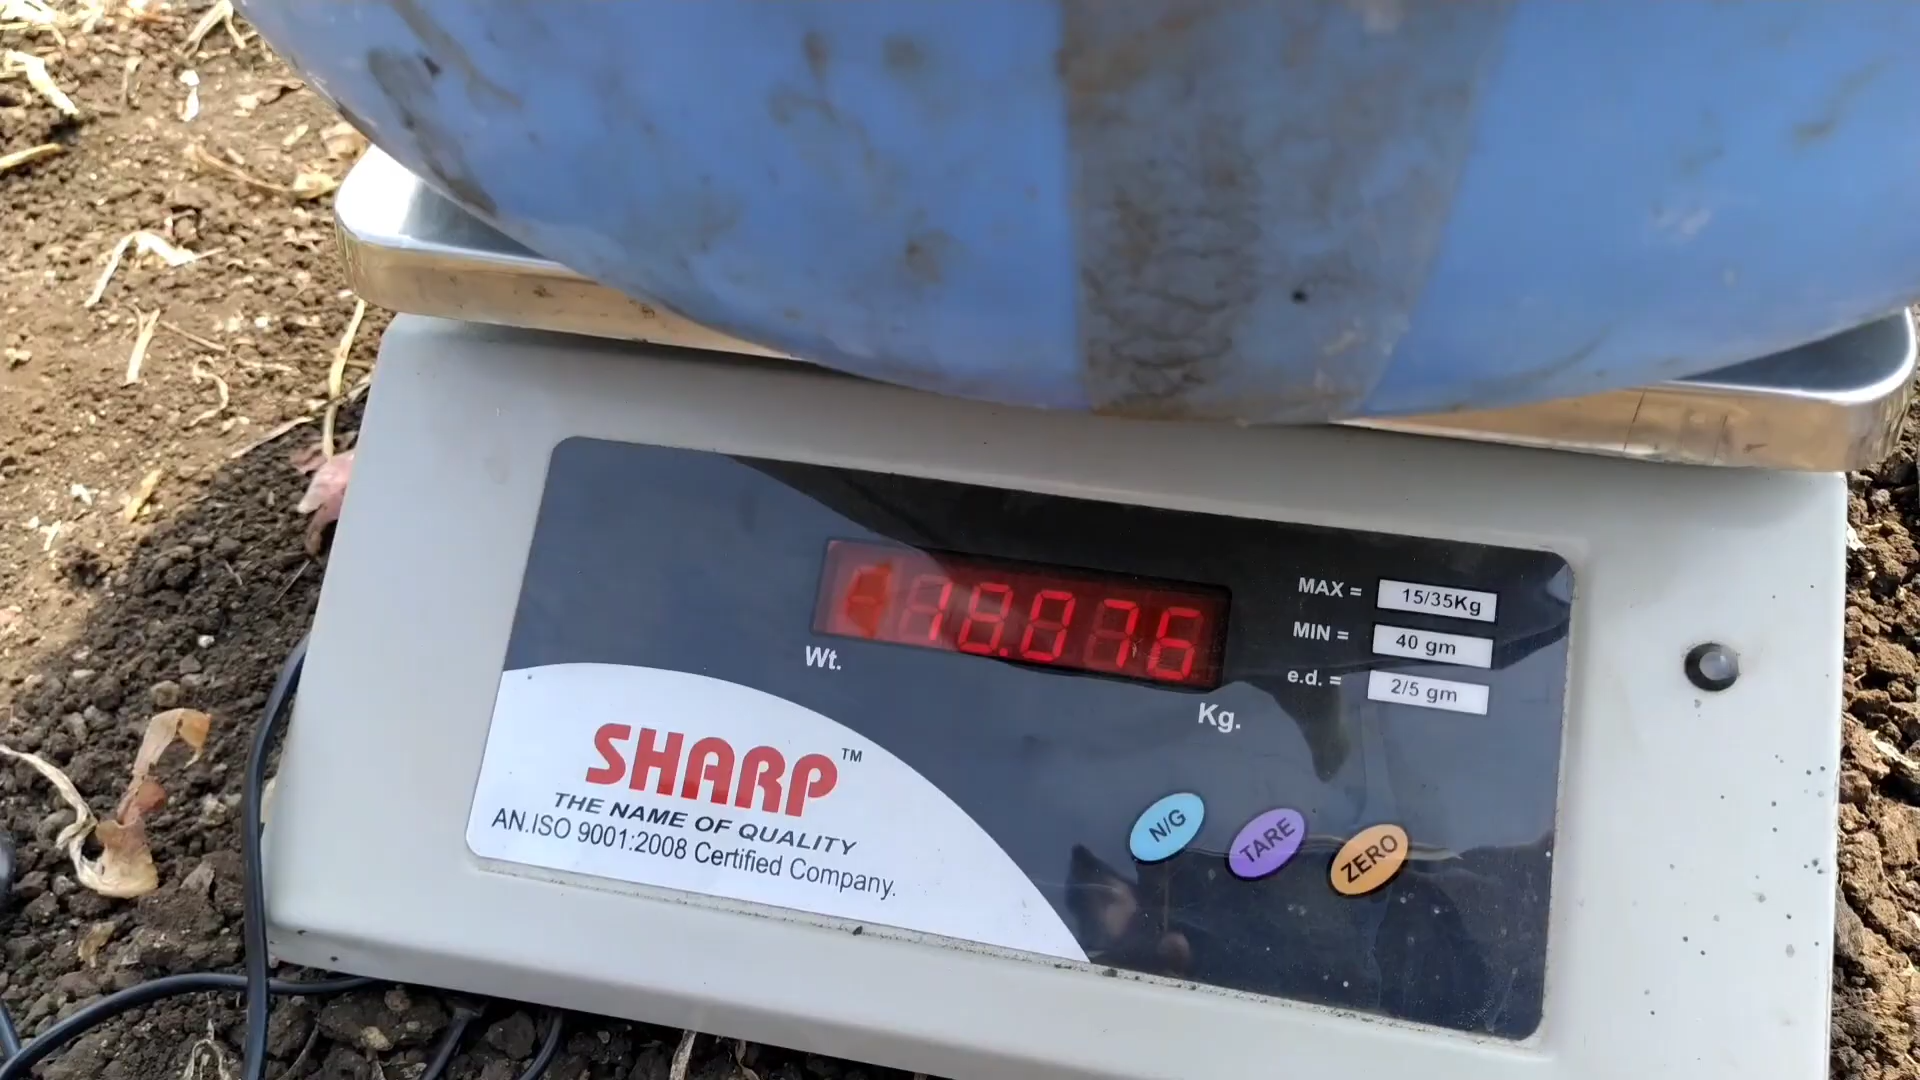 18.076
Wt.
Kg.
MAX = 15/35Kg
MIN = 40 gm
e.d. = 2/5 gm
SHARP™
THE NAME OF QUALITY
AN.ISO 9001:2008 Certified Company.
N/G
TARE
ZERO